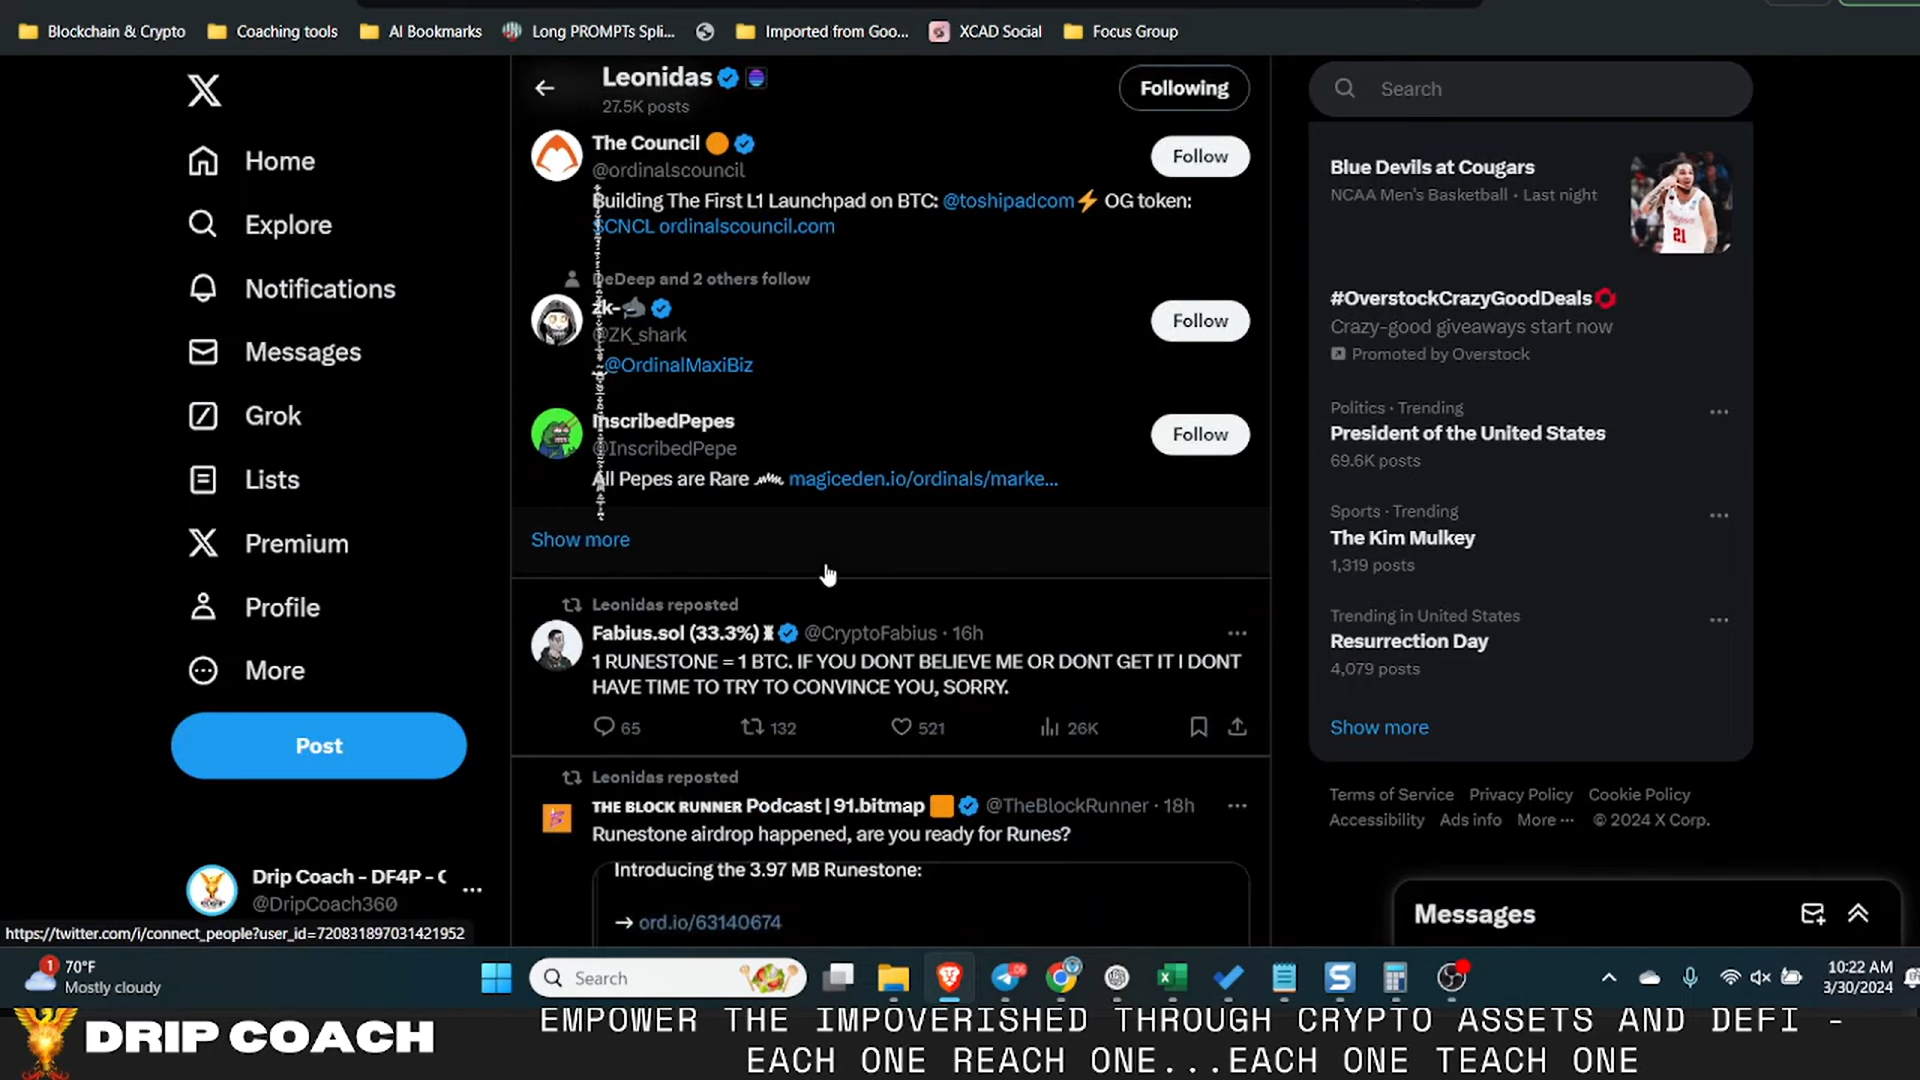 Blockchain & Crypto
Coaching tools
AI Bookmarks
Long PROMPTs Spli...
Imported from Goo...
XCAD Social
Focus Group
Leonidas
27.5K posts
Following
Search
Home
Explore
Notifications
Messages
Grok
Lists
Premium
Profile
More
Post
Drip Coach - DF4P - C
@DripCoach360
The Council
@ordinalscouncil
Follow
Building The First L1 Launchpad on BTC: @toshipadcom⚡ OG token:
$CNCL ordinalscouncil.com
DeDeep and 2 others follow
zk-🦈
@ZK_shark
Follow
@OrdinalMaxiBiz
InscribedPepes
@InscribedPepe
Follow
All Pepes are Rare magiceden.io/ordinals/marke...
Show more
Leonidas reposted
Fabius.sol (33.3%) @CryptoFabius · 16h
1 RUNESTONE = 1 BTC. IF YOU DONT BELIEVE ME OR DONT GET IT I DONT
HAVE TIME TO TRY TO CONVINCE YOU, SORRY.
65 132 521 26K
Leonidas reposted
THE BLOCK RUNNER Podcast | 91.bitmap 🟧 @TheBlockRunner · 18h
Runestone airdrop happened, are you ready for Runes?
Introducing the 3.97 MB Runestone:
→ ord.io/63140674
Blue Devils at Cougars
NCAA Men's Basketball · Last night
21
#OverstockCrazyGoodDeals
Crazy-good giveaways start now
Promoted by Overstock
Politics · Trending
President of the United States
69.6K posts
Sports · Trending
The Kim Mulkey
1,319 posts
Trending in United States
Resurrection Day
4,079 posts
Show more
Terms of Service Privacy Policy Cookie Policy
Accessibility Ads info More ··· © 2024 X Corp.
Messages
https://twitter.com/i/connect_people?user_id=720831897031421952
1
70°F
Mostly cloudy
Search
10:22 AM
3/30/2024
DRIP COACH
EMPOWER THE IMPOVERISHED THROUGH CRYPTO ASSETS AND DEFI -
EACH ONE REACH ONE...EACH ONE TEACH ONE